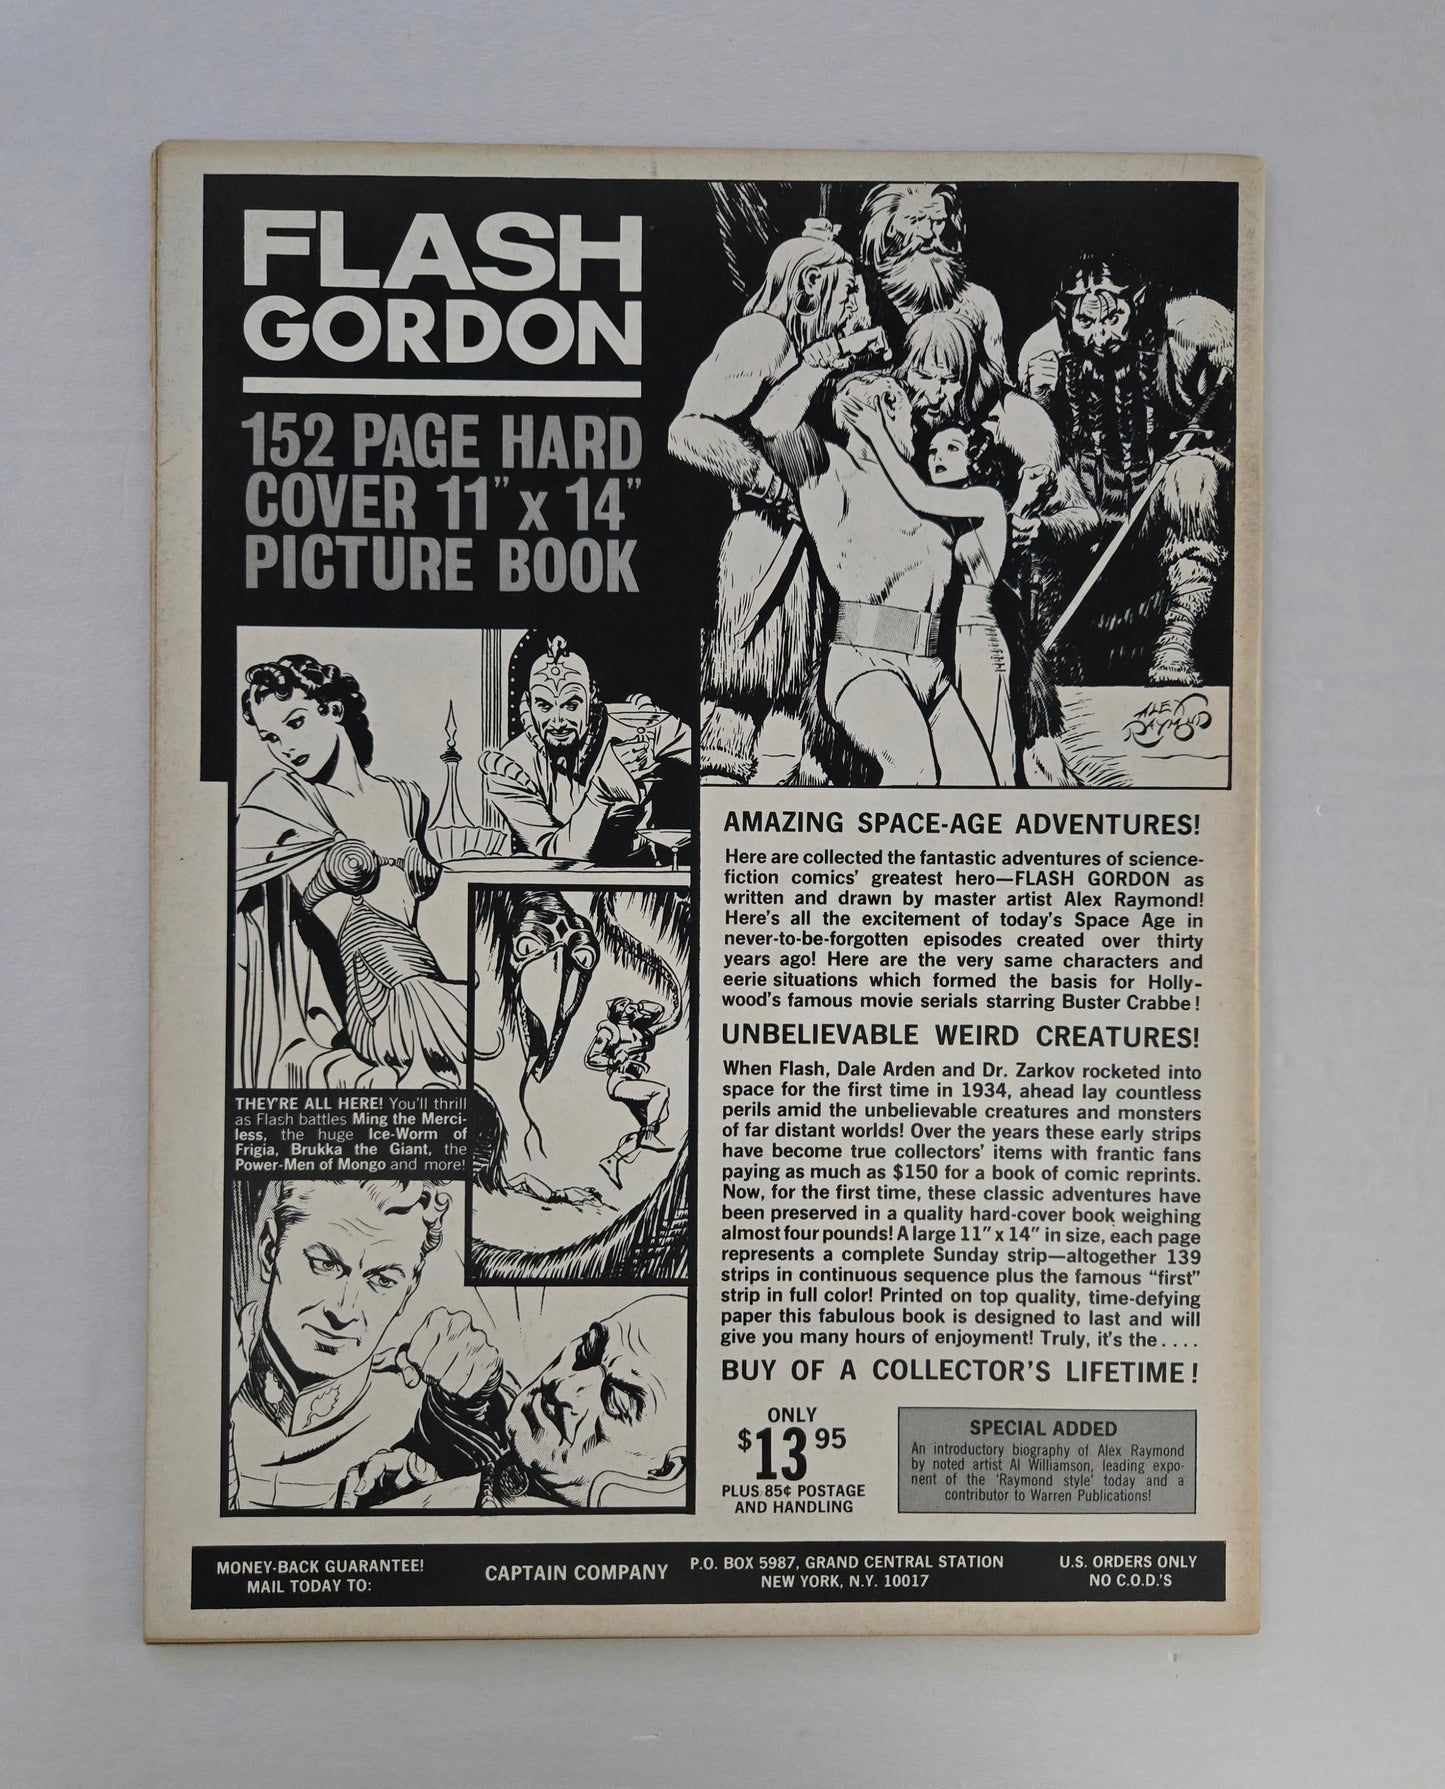 FLASH
GORDON
152 PAGE HARD
COVER 11" x 14"
PICTURE BOOK
ALEX
RAYMOND
THEY'RE ALL HERE! You'll thrill
as Flash battles Ming the Merci-
less, the huge Ice-Worm of
Frigia, Brukka the Giant, the
Power-Men of Mongo and more!
AMAZING SPACE-AGE ADVENTURES!
Here are collected the fantastic adventures of science-
fiction comics' greatest hero—FLASH GORDON as
written and drawn by master artist Alex Raymond!
Here's all the excitement of today's Space Age in
never-to-be-forgotten episodes created over thirty
years ago! Here are the very same characters and
eerie situations which formed the basis for Holly-
wood's famous movie serials starring Buster Crabbe!
UNBELIEVABLE WEIRD CREATURES!
When Flash, Dale Arden and Dr. Zarkov rocketed into
space for the first time in 1934, ahead lay countless
perils amid the unbelievable creatures and monsters
of far distant worlds! Over the years these early strips
have become true collectors' items with frantic fans
paying as much as $150 for a book of comic reprints.
Now, for the first time, these classic adventures have
been preserved in a quality hard-cover book weighing
almost four pounds! A large 11" x 14" in size, each page
represents a complete Sunday strip—altogether 139
strips in continuous sequence plus the famous "first"
strip in full color! Printed on top quality, time-defying
paper this fabulous book is designed to last and will
give you many hours of enjoyment! Truly, it's the....
BUY OF A COLLECTOR'S LIFETIME!
ONLY
$13 95
PLUS 85¢ POSTAGE
AND HANDLING
SPECIAL ADDED
An introductory biography of Alex Raymond
by noted artist Al Williamson, leading expo-
nent of the 'Raymond style' today and a
contributor to Warren Publications!
MONEY-BACK GUARANTEE!
MAIL TODAY TO:
CAPTAIN COMPANY
P.O. BOX 5987, GRAND CENTRAL STATION
NEW YORK, N.Y. 10017
U.S. ORDERS ONLY
NO C.O.D.'S